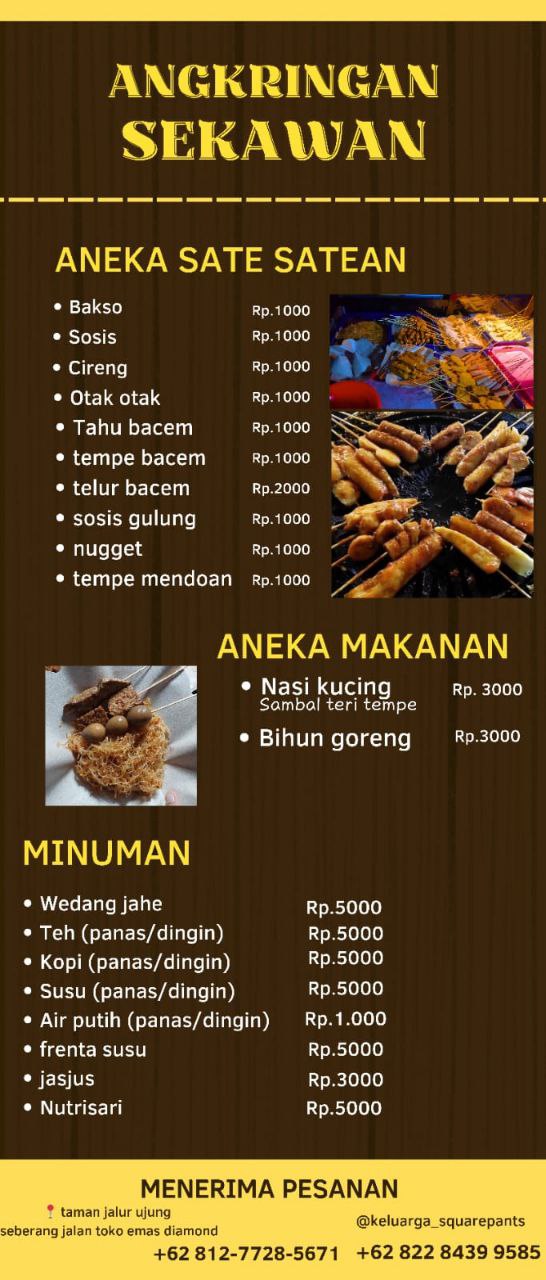 ANGKRINGAN
SEKAWAN
ANEKA SATE SATEAN
• Bakso Rp.1000
• Sosis Rp.1000
• Cireng Rp.1000
• Otak otak Rp.1000
• Tahu bacem Rp.1000
• tempe bacem Rp.1000
• telur bacem Rp.2000
• sosis gulung Rp.1000
• nugget Rp.1000
• tempe mendoan Rp.1000
ANEKA MAKANAN
• Nasi kucing Rp. 3000
Sambal teri tempe
• Bihun goreng Rp.3000
MINUMAN
• Wedang jahe Rp.5000
• Teh (panas/dingin) Rp.5000
• Kopi (panas/dingin) Rp.5000
• Susu (panas/dingin) Rp.5000
• Air putih (panas/dingin) Rp.1.000
• frenta susu Rp.5000
• jasjus Rp.3000
• Nutrisari Rp.5000
MENERIMA PESANAN
taman jalur ujung
seberang jalan toko emas diamond
@keluarga_squarepants
+62 812-7728-5671 +62 822 8439 9585